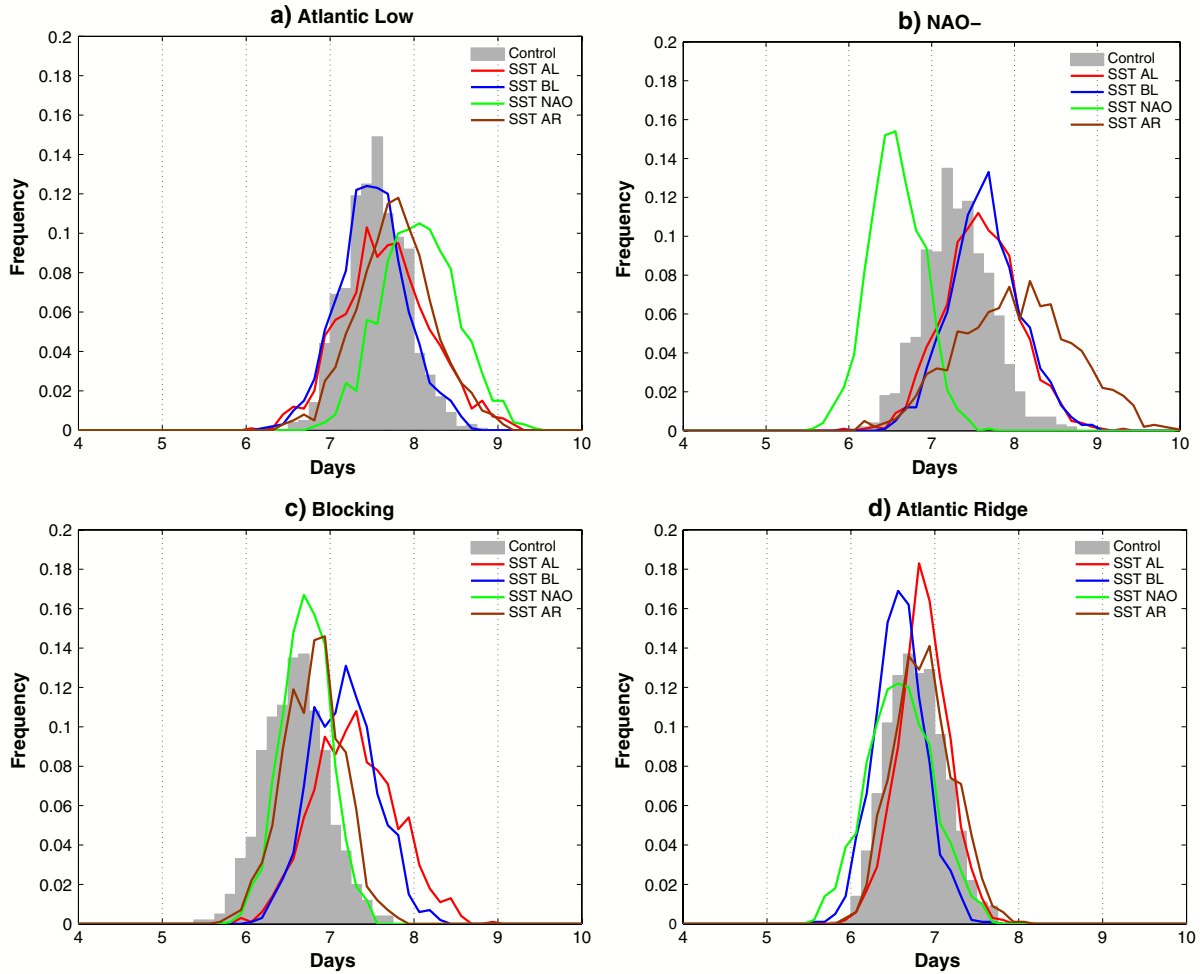 a) Atlantic Low
0.2
0.18
0.16
0.14
0.12
0.1
0.08
0.06
0.04
0.02
0
Frequency
Control
SST AL
SST BL
SST NAO
SST AR
4 5 6 7 8 9 10
Days
b) NAO−
0.2
0.18
0.16
0.14
0.12
0.1
0.08
0.06
0.04
0.02
0
Frequency
Control
SST AL
SST BL
SST NAO
SST AR
4 5 6 7 8 9 10
Days
c) Blocking
0.2
0.18
0.16
0.14
0.12
0.1
0.08
0.06
0.04
0.02
0
Frequency
Control
SST AL
SST BL
SST NAO
SST AR
4 5 6 7 8 9 10
Days
d) Atlantic Ridge
0.2
0.18
0.16
0.14
0.12
0.1
0.08
0.06
0.04
0.02
0
Frequency
Control
SST AL
SST BL
SST NAO
SST AR
4 5 6 7 8 9 10
Days